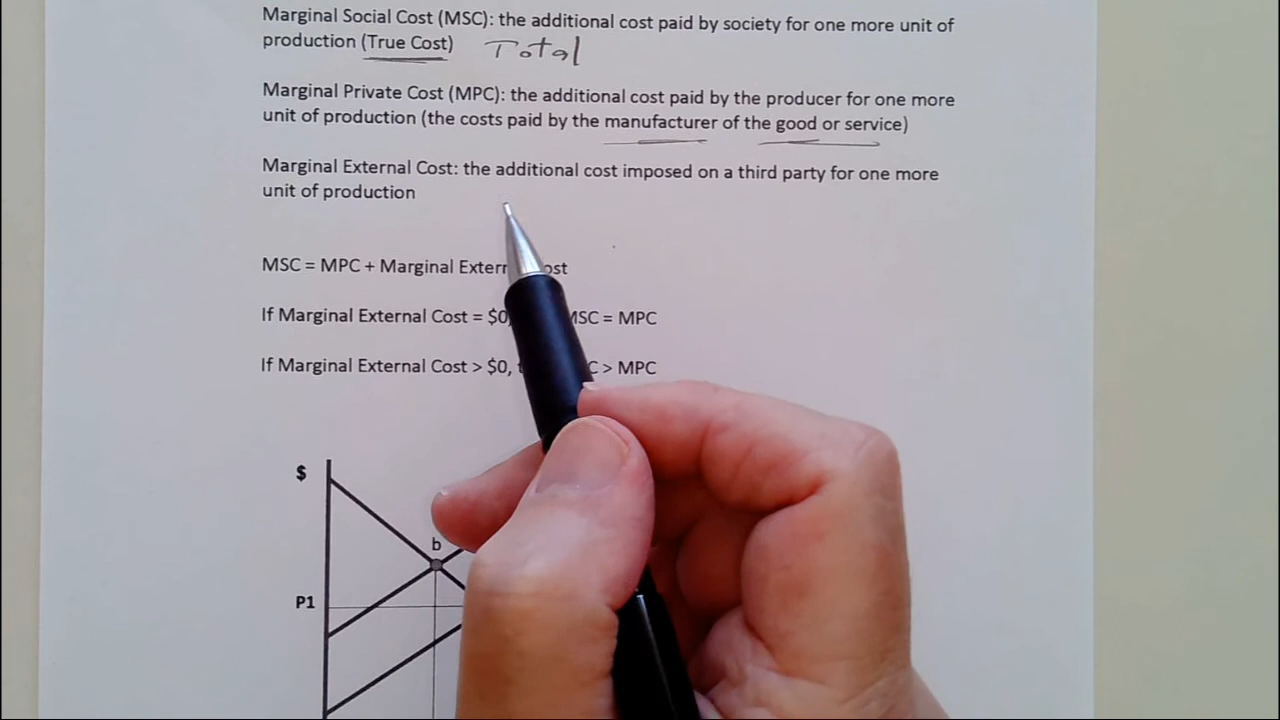 Marginal Social Cost (MSC): the additional cost paid by society for one more unit of
production (True Cost) Total
Marginal Private Cost (MPC): the additional cost paid by the producer for one more
unit of production (the costs paid by the manufacturer of the good or service)
Marginal External Cost: the additional cost imposed on a third party for one more
unit of production
MSC = MPC + Marginal Extern ost
If Marginal External Cost = $0, MSC = MPC
If Marginal External Cost > $0, C > MPC
$
b
P1